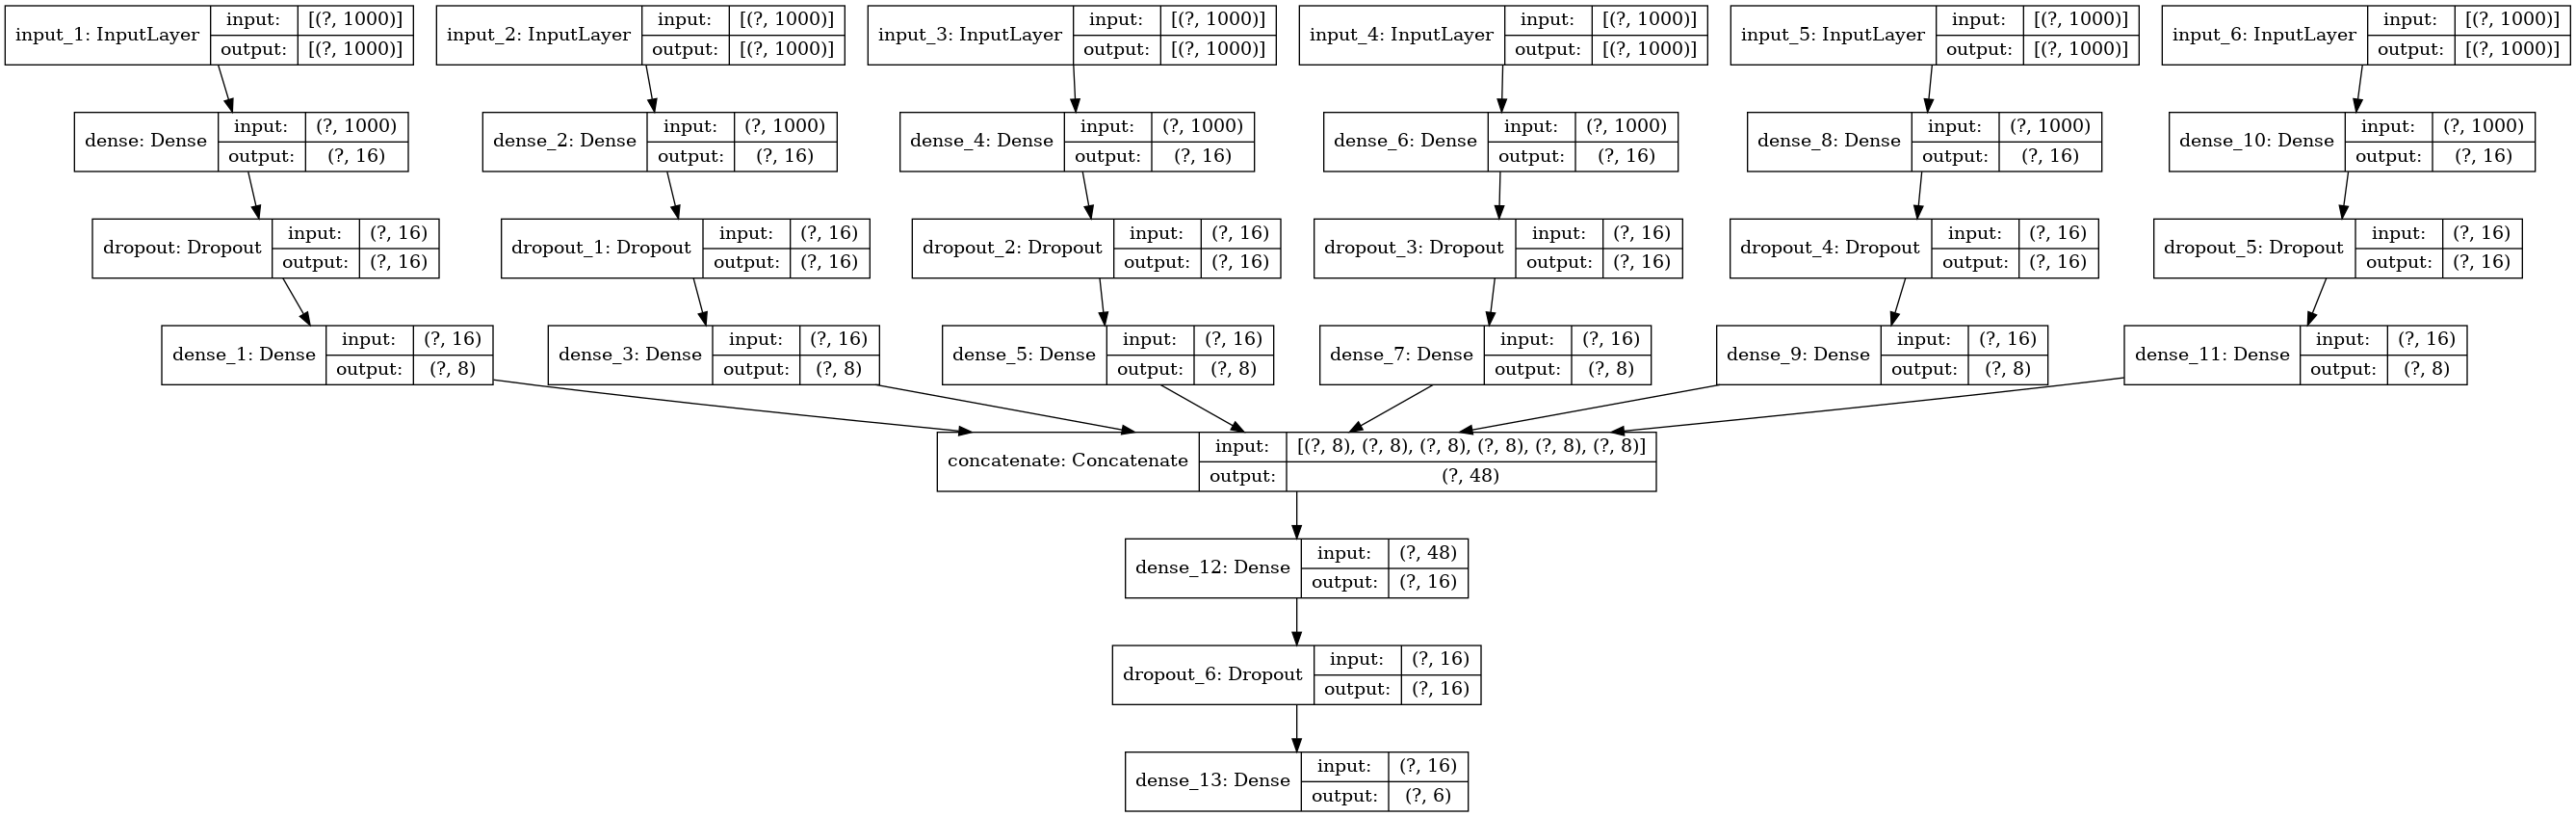 input_1: InputLayer input: [(?, 1000)] output: [(?, 1000)]
input_2: InputLayer input: [(?, 1000)] output: [(?, 1000)]
input_3: InputLayer input: [(?, 1000)] output: [(?, 1000)]
input_4: InputLayer input: [(?, 1000)] output: [(?, 1000)]
input_5: InputLayer input: [(?, 1000)] output: [(?, 1000)]
input_6: InputLayer input: [(?, 1000)] output: [(?, 1000)]
dense: Dense input: (?, 1000) output: (?, 16)
dense_2: Dense input: (?, 1000) output: (?, 16)
dense_4: Dense input: (?, 1000) output: (?, 16)
dense_6: Dense input: (?, 1000) output: (?, 16)
dense_8: Dense input: (?, 1000) output: (?, 16)
dense_10: Dense input: (?, 1000) output: (?, 16)
dropout: Dropout input: (?, 16) output: (?, 16)
dropout_1: Dropout input: (?, 16) output: (?, 16)
dropout_2: Dropout input: (?, 16) output: (?, 16)
dropout_3: Dropout input: (?, 16) output: (?, 16)
dropout_4: Dropout input: (?, 16) output: (?, 16)
dropout_5: Dropout input: (?, 16) output: (?, 16)
dense_1: Dense input: (?, 16) output: (?, 8)
dense_3: Dense input: (?, 16) output: (?, 8)
dense_5: Dense input: (?, 16) output: (?, 8)
dense_7: Dense input: (?, 16) output: (?, 8)
dense_9: Dense input: (?, 16) output: (?, 8)
dense_11: Dense input: (?, 16) output: (?, 8)
concatenate: Concatenate input: [(?, 8), (?, 8), (?, 8), (?, 8), (?, 8), (?, 8)] output: (?, 48)
dense_12: Dense input: (?, 48) output: (?, 16)
dropout_6: Dropout input: (?, 16) output: (?, 16)
dense_13: Dense input: (?, 16) output: (?, 6)